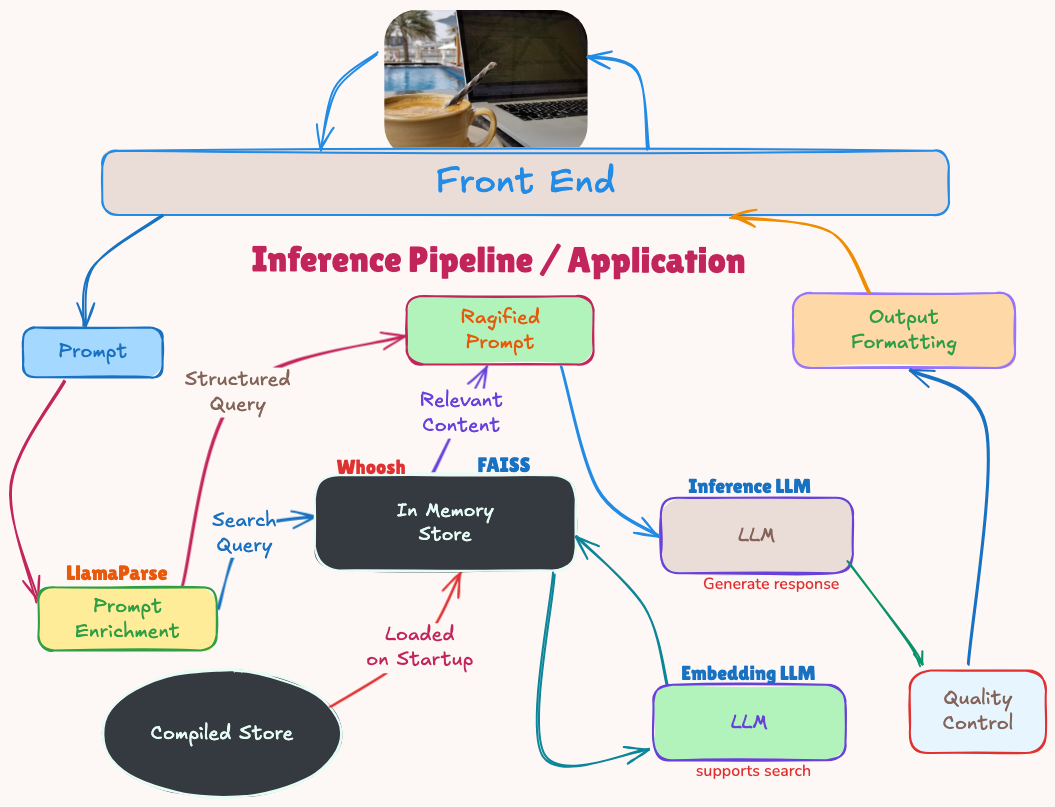 Front End
Inference Pipeline / Application
Prompt
Ragified
Prompt
Output
Formatting
Structured
Query
Relevant
Content
Whoosh
FAISS
In Memory
Store
Inference LLM
LLM
Generate response
Search
Query
LlamaParse
Prompt
Enrichment
Loaded
on Startup
Compiled Store
Embedding LLM
LLM
supports search
Quality
Control